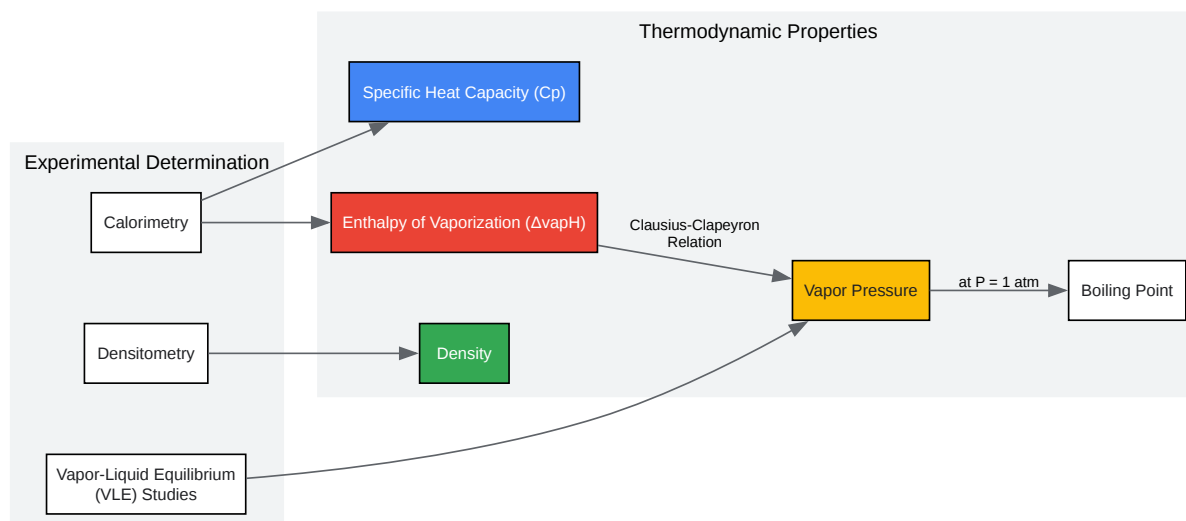 Thermodynamic Properties
Specific Heat Capacity (Cp)
Experimental Determination
Calorimetry
Enthalpy of Vaporization (ΔvapH)
Clausius-Clapeyron
Relation
Vapor Pressure
at P = 1 atm
Boiling Point
Densitometry
Density
Vapor-Liquid Equilibrium
(VLE) Studies